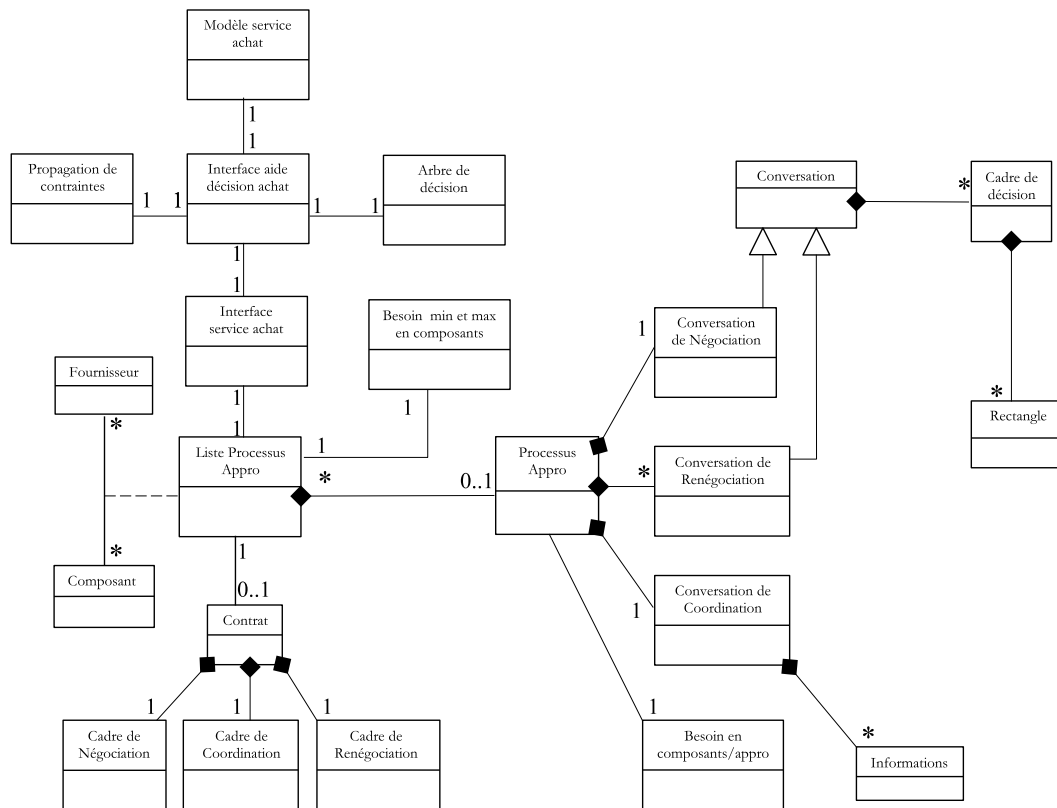 Modèle service
achat
1
1
Propagation de
contraintes
1
1
Interface aide
décision achat
1
1
Arbre de
décision
1
1
Interface
service achat
1
1
Besoin min et max
en composants
1
1
Fournisseur
*
*
Composant
Liste Processus
Appro
*
0..1
Processus
Appro
1
0..1
Contrat
1
1
1
Cadre de
Négociation
Cadre de
Coordination
Cadre de
Renégociation
Conversation
*
Cadre de
décision
*
Rectangle
1
Conversation
de Négociation
*
Conversation de
Renégociation
1
Conversation de
Coordination
1
Besoin en
composants/appro
*
Informations